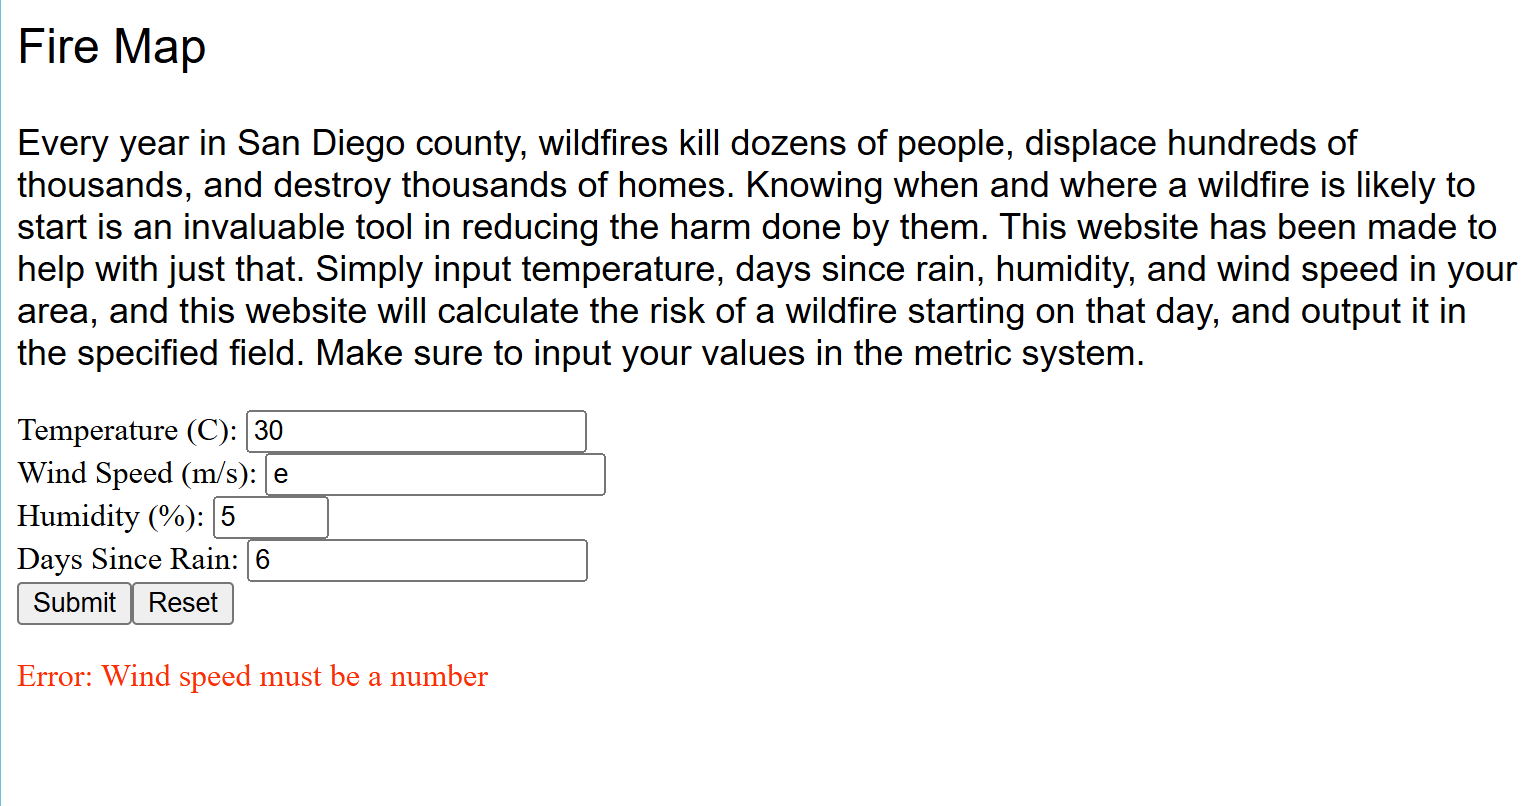 Fire Map
Every year in San Diego county, wildfires kill dozens of people, displace hundreds of
thousands, and destroy thousands of homes. Knowing when and where a wildfire is likely to
start is an invaluable tool in reducing the harm done by them. This website has been made to
help with just that. Simply input temperature, days since rain, humidity, and wind speed in your
area, and this website will calculate the risk of a wildfire starting on that day, and output it in
the specified field. Make sure to input your values in the metric system.
Temperature (C): 30
Wind Speed (m/s): e
Humidity (%): 5
Days Since Rain: 6
Submit Reset
Error: Wind speed must be a number